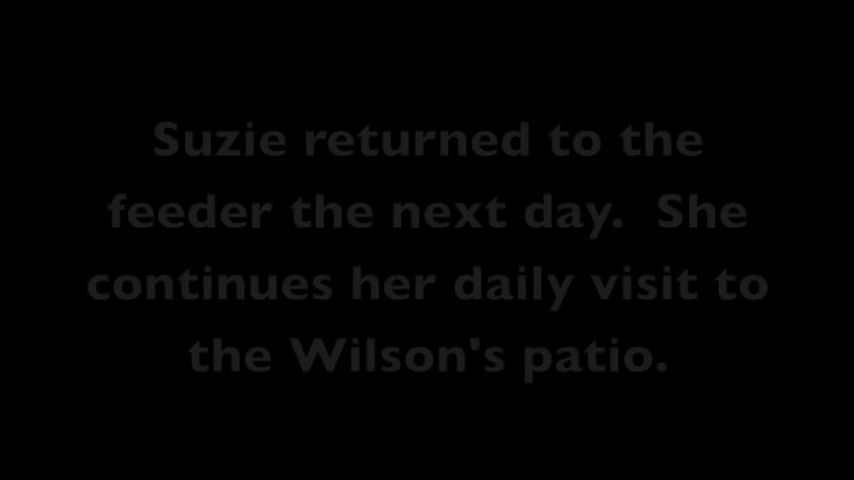 Suzie returned to the
feeder the next day.  She
continues her daily visit to
the Wilson's patio.